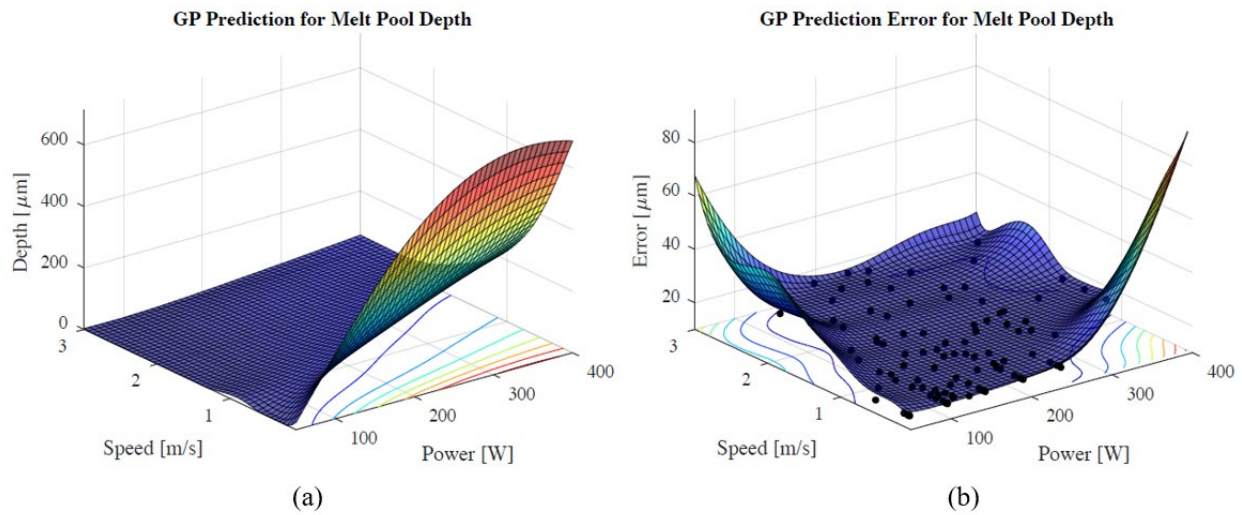 GP Prediction for Melt Pool Depth
600
400
200
0
Depth [μm]
3
2
1
Speed [m/s]
100
200
300
400
Power [W]
(a)
GP Prediction Error for Melt Pool Depth
80
60
40
20
Error [μm]
3
2
1
Speed [m/s]
100
200
300
400
Power [W]
(b)